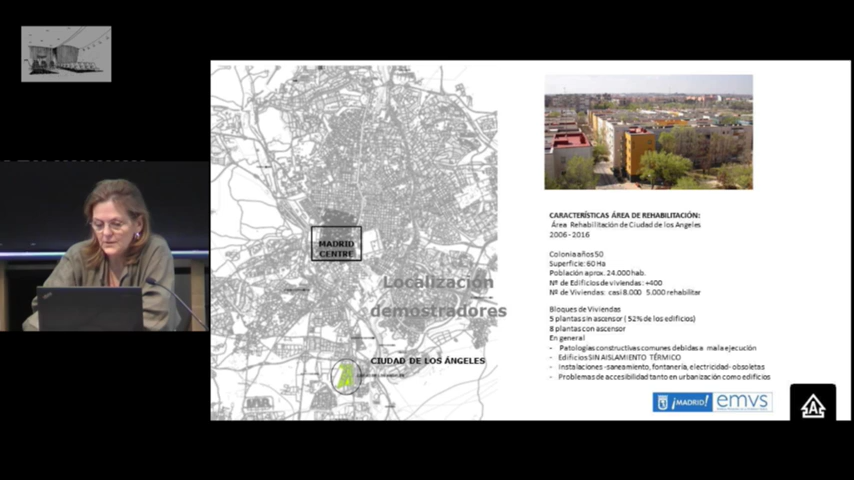 MADRID
CENTRE
Localización
demostradores
CIUDAD DE LOS ÁNGELES
CARACTERÍSTICAS ÁREA DE REHABILITACIÓN:
Área Rehabilitación de Ciudad de los Angeles
2006 - 2016
Colonia años 50
Superficie: 60 Ha
Población aprox. 24.000 hab.
Nº de Edificios de viviendas: +400
Nº de Viviendas: casi 8.000 5.000 rehabilitar
Bloques de Viviendas
5 plantas sin ascensor ( 52% de los edificios)
8 plantas con ascensor
En general
- Patologías constructivas comunes debidas a mala ejecución
- Edificios SIN AISLAMIENTO TÉRMICO
- Instalaciones -saneamiento, fontanería, electricidad- obsoletas
- Problemas de accesibilidad tanto en urbanización como edificios
¡MADRID! emvs
A